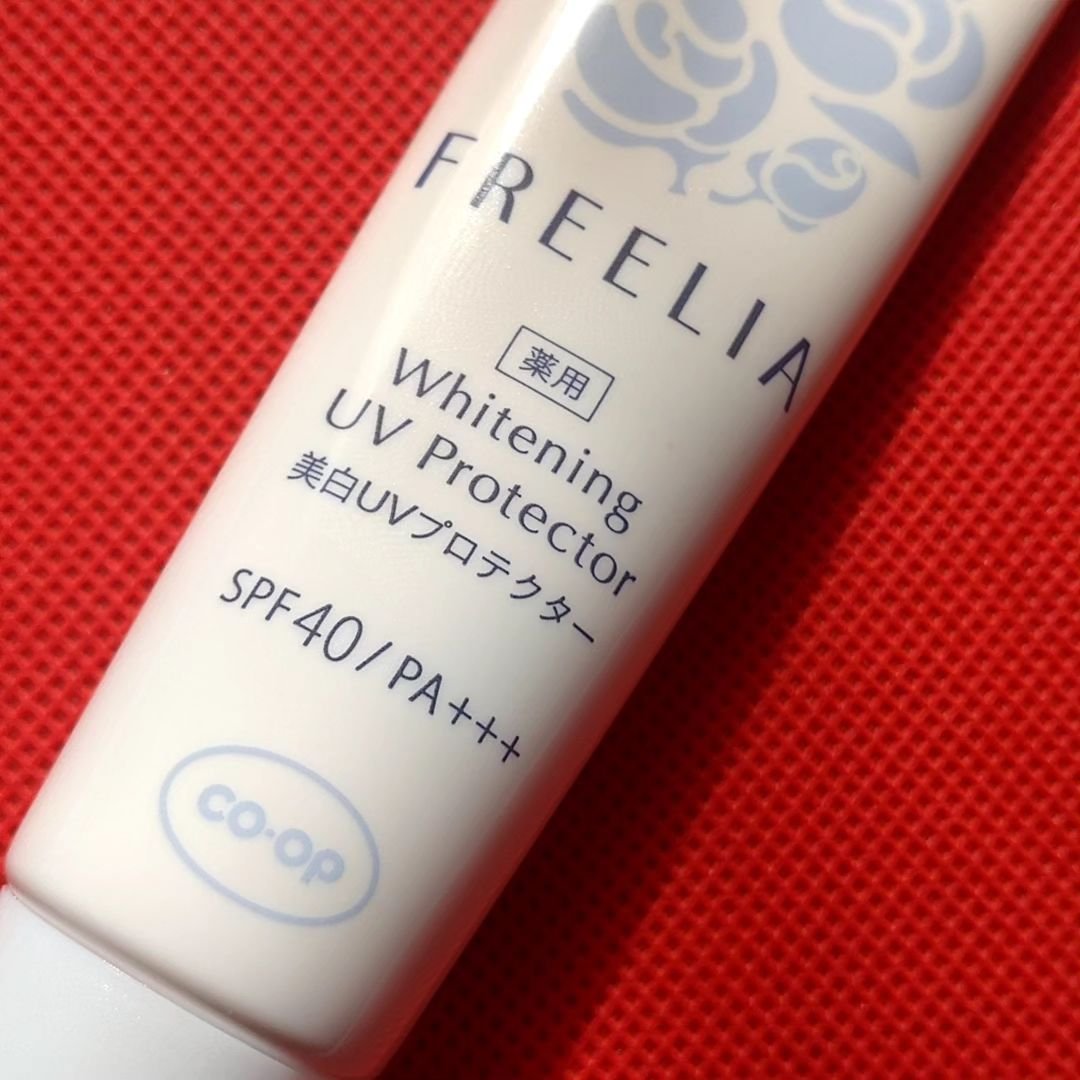 FREELIA
薬用
Whitening
UV Protector
美白UVプロテクター
SPF40/PA+++
CO·OP